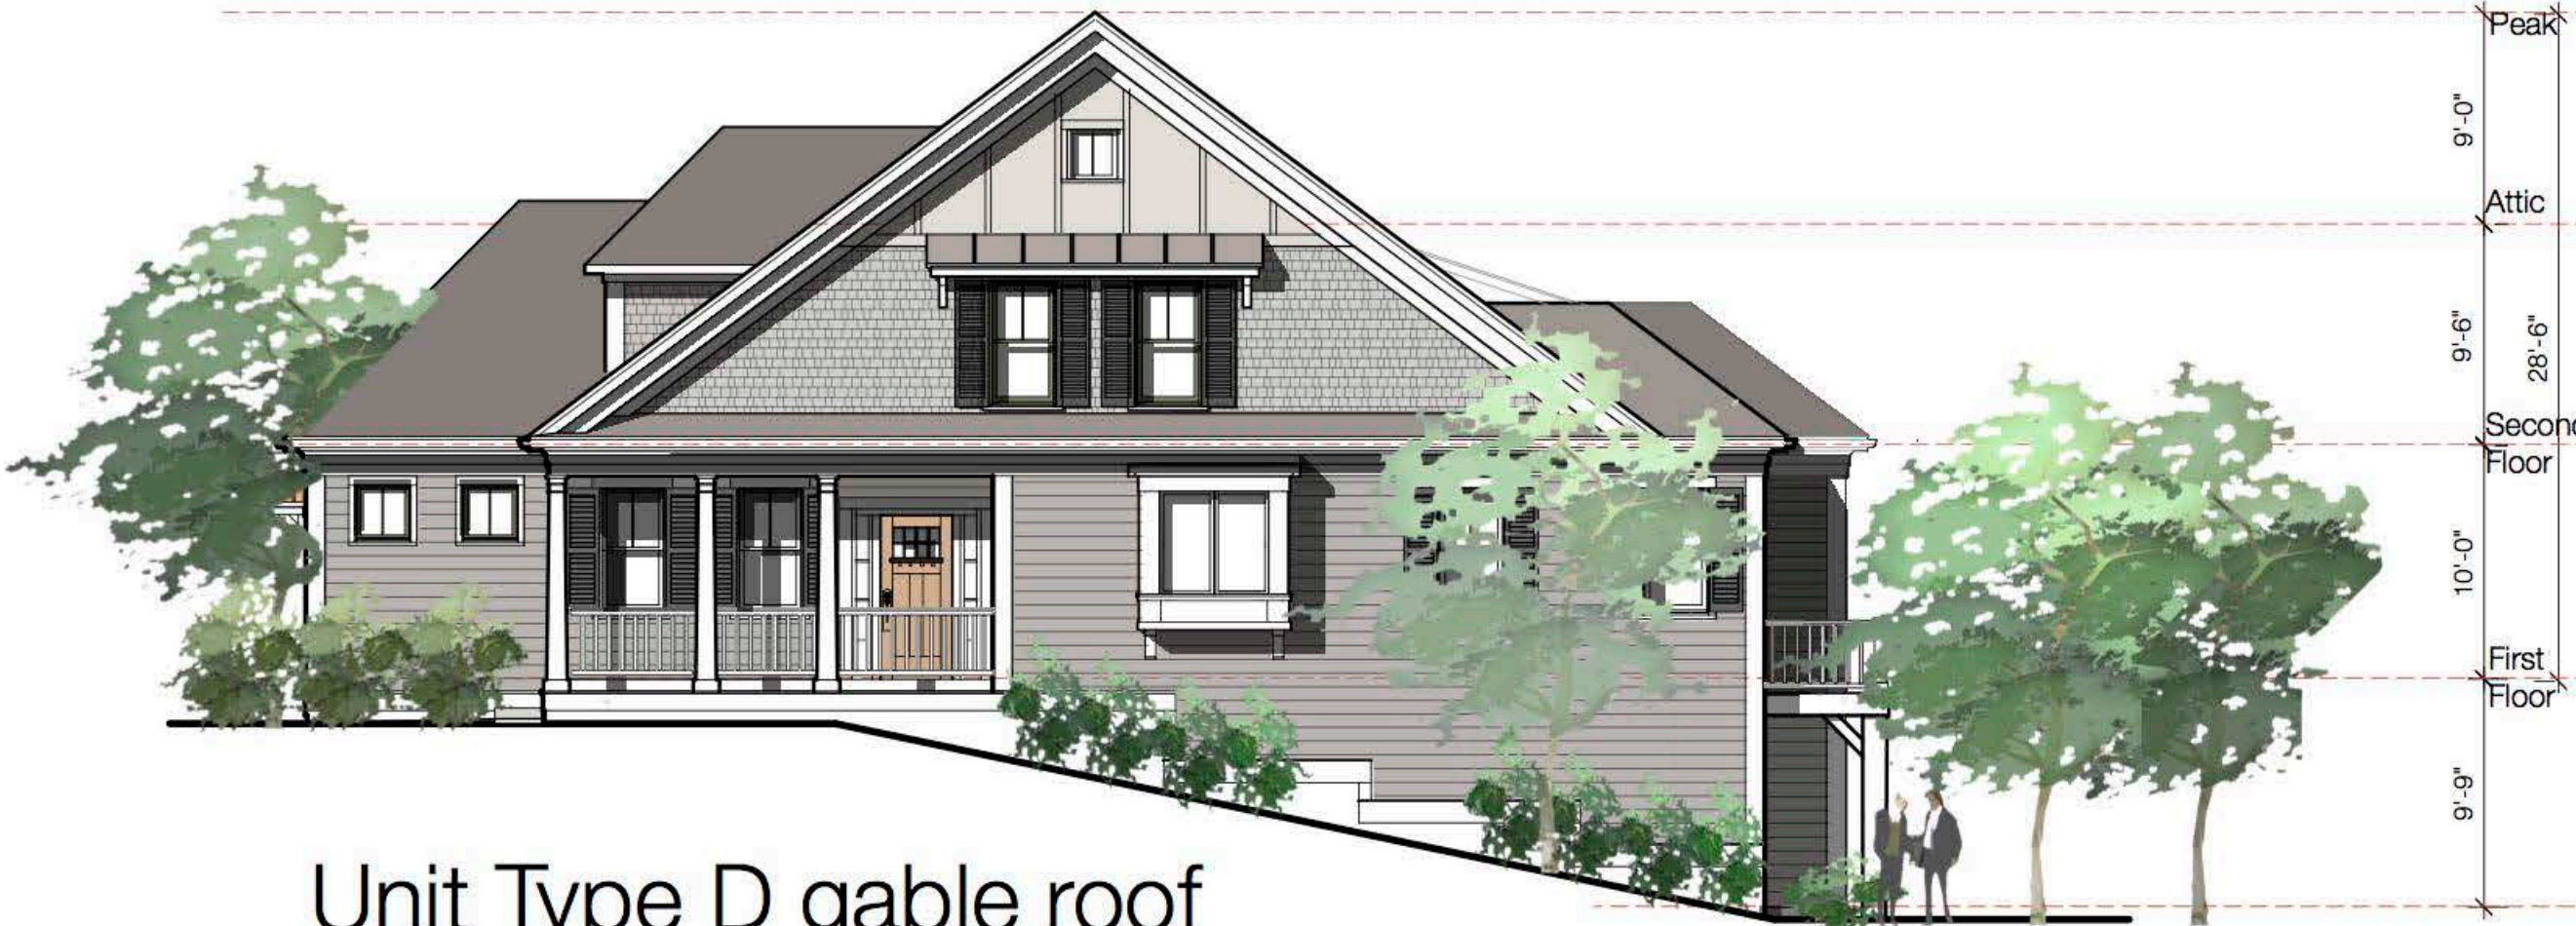 Peak
9'-0"
Attic
9'-6"
28'-6"
Second
Floor
10'-0"
First
Floor
9'-9"
Unit Type D gable roof